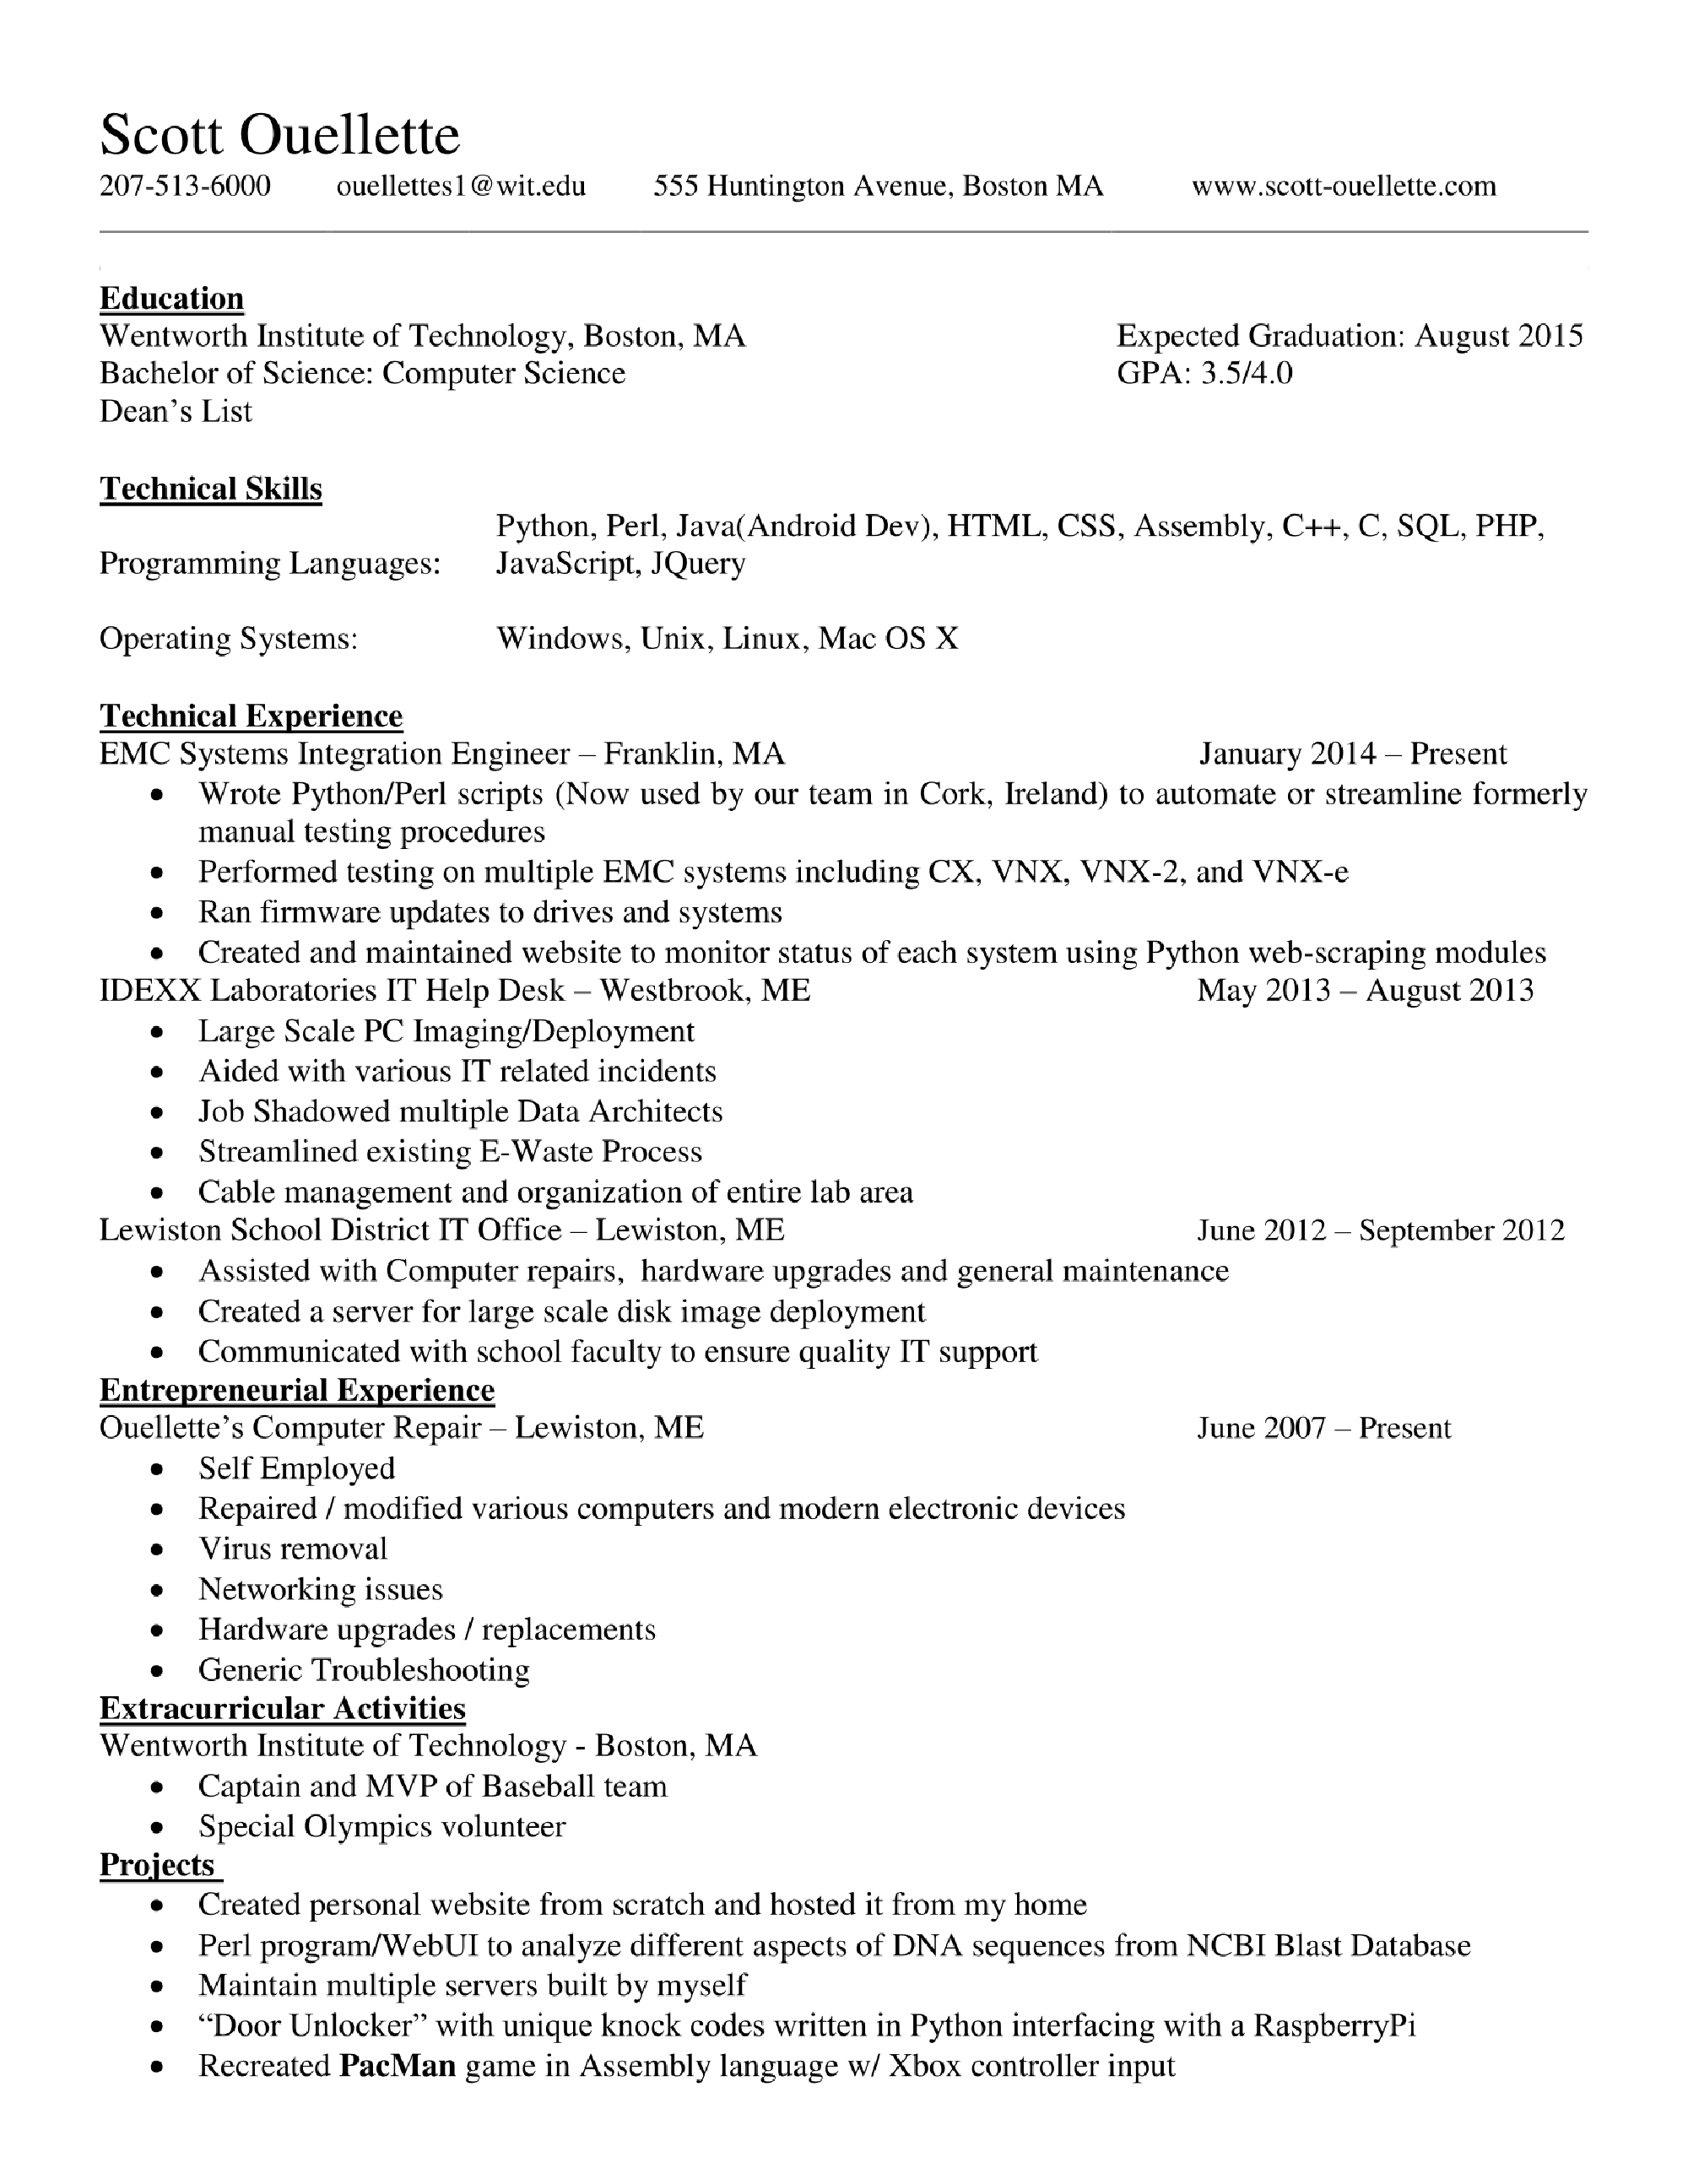 Scott Ouellette
207-513-6000 ouellettes1@wit.edu 555 Huntington Avenue, Boston MA www.scott-ouellette.com
Education
Wentworth Institute of Technology, Boston, MA Expected Graduation: August 2015
Bachelor of Science: Computer Science GPA: 3.5/4.0
Dean’s List
Technical Skills
Python, Perl, Java(Android Dev), HTML, CSS, Assembly, C++, C, SQL, PHP,
Programming Languages: JavaScript, JQuery
Operating Systems: Windows, Unix, Linux, Mac OS X
Technical Experience
EMC Systems Integration Engineer – Franklin, MA January 2014 – Present
• Wrote Python/Perl scripts (Now used by our team in Cork, Ireland) to automate or streamline formerly
manual testing procedures
• Performed testing on multiple EMC systems including CX, VNX, VNX-2, and VNX-e
• Ran firmware updates to drives and systems
• Created and maintained website to monitor status of each system using Python web-scraping modules
IDEXX Laboratories IT Help Desk – Westbrook, ME May 2013 – August 2013
• Large Scale PC Imaging/Deployment
• Aided with various IT related incidents
• Job Shadowed multiple Data Architects
• Streamlined existing E-Waste Process
• Cable management and organization of entire lab area
Lewiston School District IT Office – Lewiston, ME June 2012 – September 2012
• Assisted with Computer repairs, hardware upgrades and general maintenance
• Created a server for large scale disk image deployment
• Communicated with school faculty to ensure quality IT support
Entrepreneurial Experience
Ouellette’s Computer Repair – Lewiston, ME June 2007 – Present
• Self Employed
• Repaired / modified various computers and modern electronic devices
• Virus removal
• Networking issues
• Hardware upgrades / replacements
• Generic Troubleshooting
Extracurricular Activities
Wentworth Institute of Technology - Boston, MA
• Captain and MVP of Baseball team
• Special Olympics volunteer
Projects
• Created personal website from scratch and hosted it from my home
• Perl program/WebUI to analyze different aspects of DNA sequences from NCBI Blast Database
• Maintain multiple servers built by myself
• “Door Unlocker” with unique knock codes written in Python interfacing with a RaspberryPi
• Recreated PacMan game in Assembly language w/ Xbox controller input